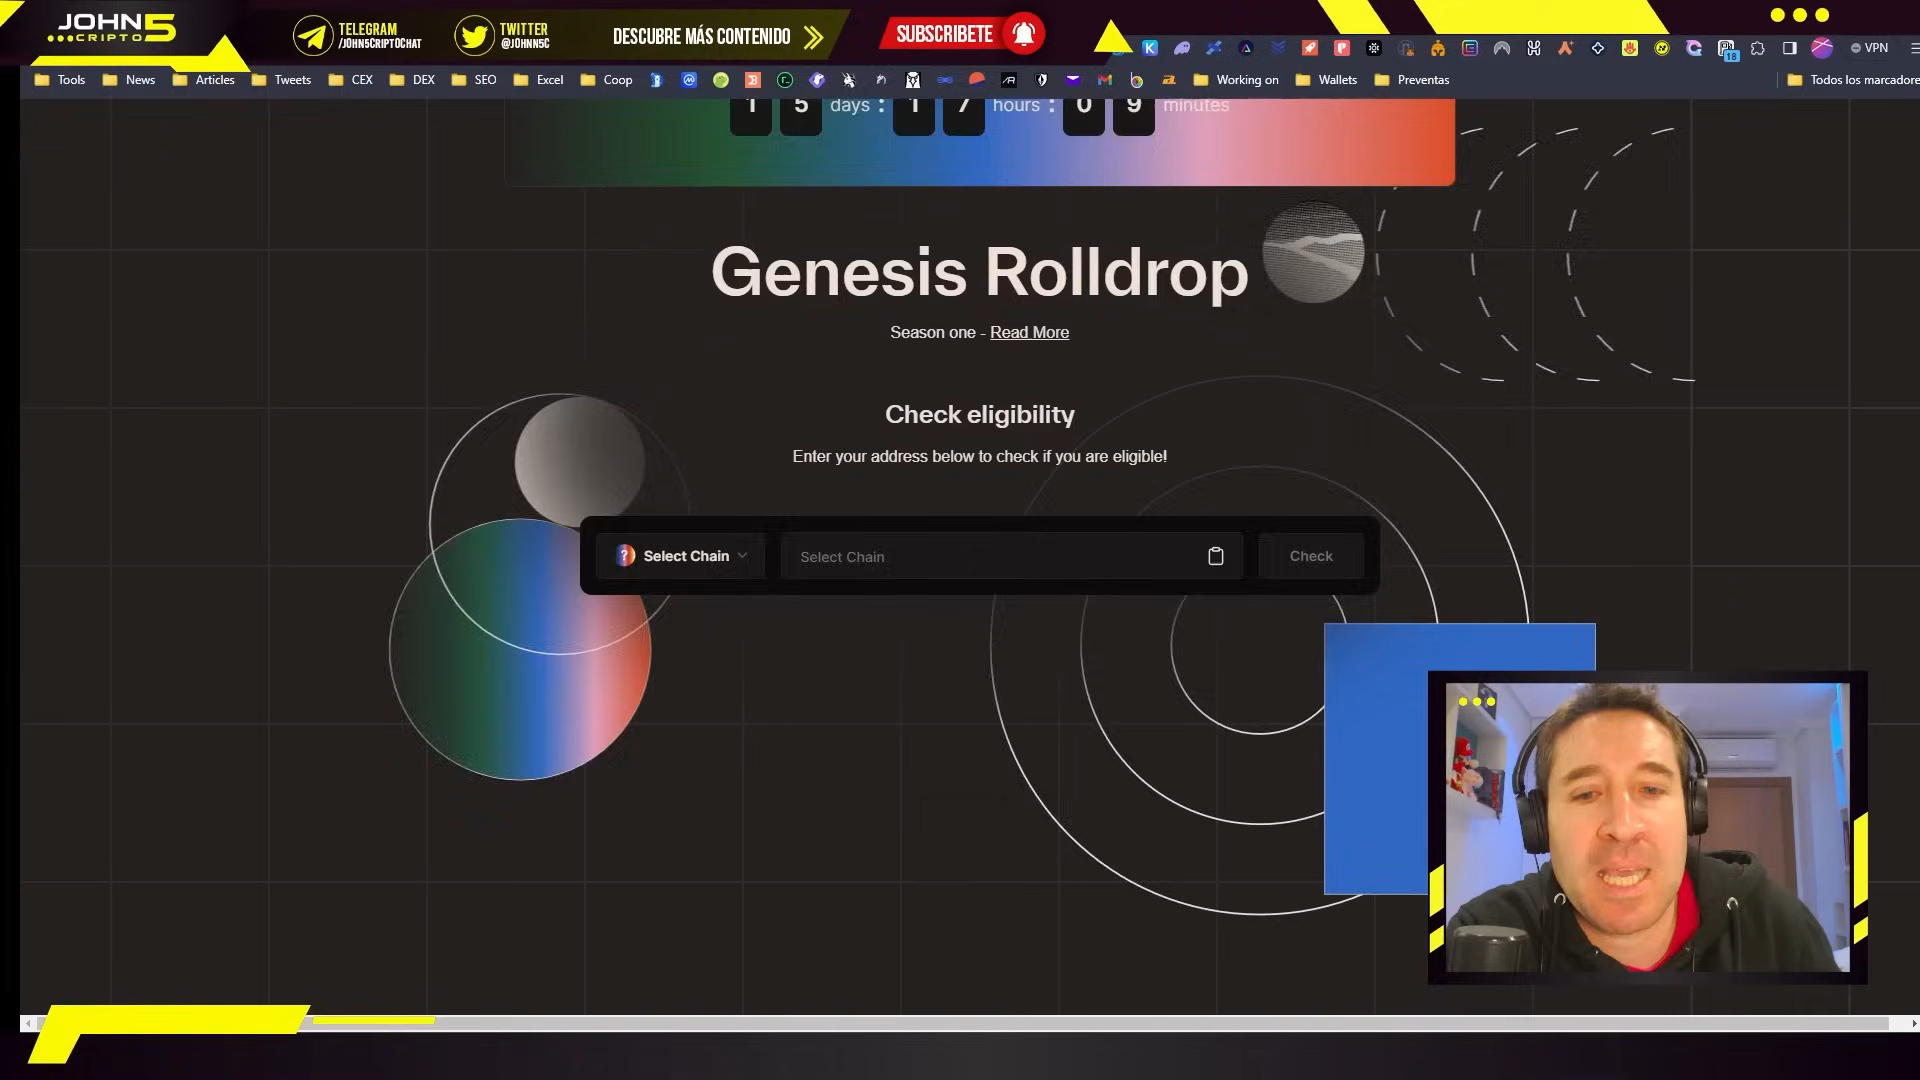 JOHN5
CRIPTO
TELEGRAM
/JOHN5CRIPTOCHAT
TWITTER
@J0HNN5C
DESCUBRE MÁS CONTENIDO
SUBSCRIBETE
18
VPN
Tools
News
Articles
Tweets
CEX
DEX
SEO
Excel
Coop
Working on
Wallets
Preventas
Todos los marcadore
1 5 days : 1 7 hours : 0 9 minutes
Genesis Rolldrop
Season one - Read More
Check eligibility
Enter your address below to check if you are eligible!
? Select Chain
Select Chain
Check